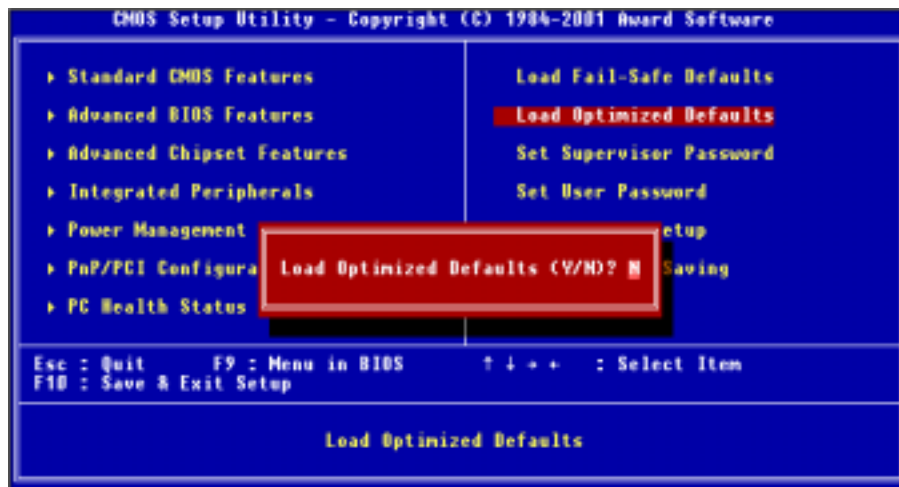 CMOS Setup Utility - Copyright (C) 1984-2001 Award Software
Standard CMOS Features
Advanced BIOS Features
Advanced Chipset Features
Integrated Peripherals
Power Management
PnP/PCI Configura
PC Health Status
Load Fail-Safe Defaults
Load Optimized Defaults
Set Supervisor Password
Set User Password
etup
Saving
Load Optimized Defaults (Y/N)? N
Esc : Quit F9 : Menu in BIOS ↑ ↓ → ← : Select Item
F10 : Save & Exit Setup
Load Optimized Defaults